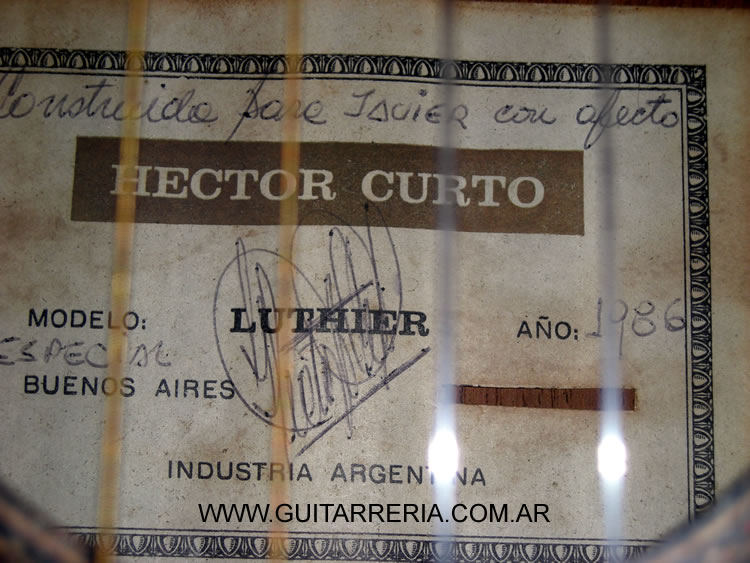 Construida para JAVIER con afecto
HECTOR CURTO
LUTHIER
MODELO: ESPECIAL
AÑO: 1986
BUENOS AIRES
INDUSTRIA ARGENTINA
WWW.GUITARRERIA.COM.AR